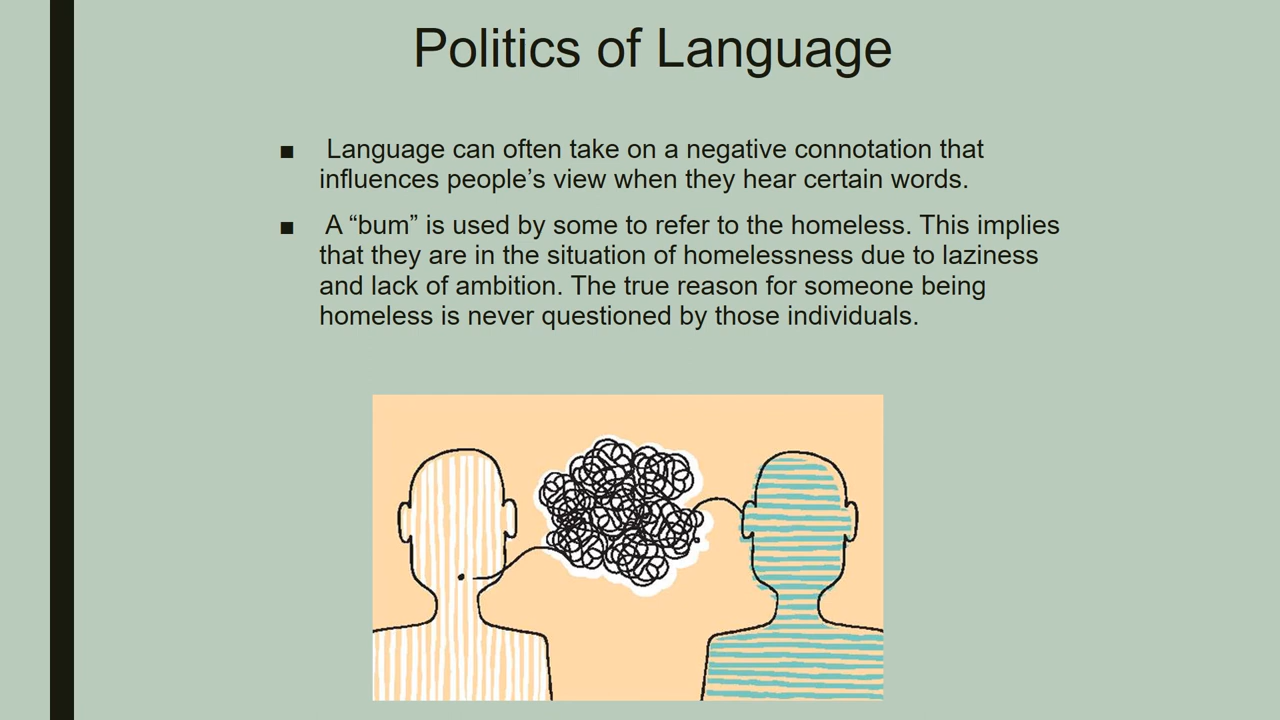 Politics of Language
■ Language can often take on a negative connotation that
influences people’s view when they hear certain words.
■ A “bum” is used by some to refer to the homeless. This implies
that they are in the situation of homelessness due to laziness
and lack of ambition. The true reason for someone being
homeless is never questioned by those individuals.